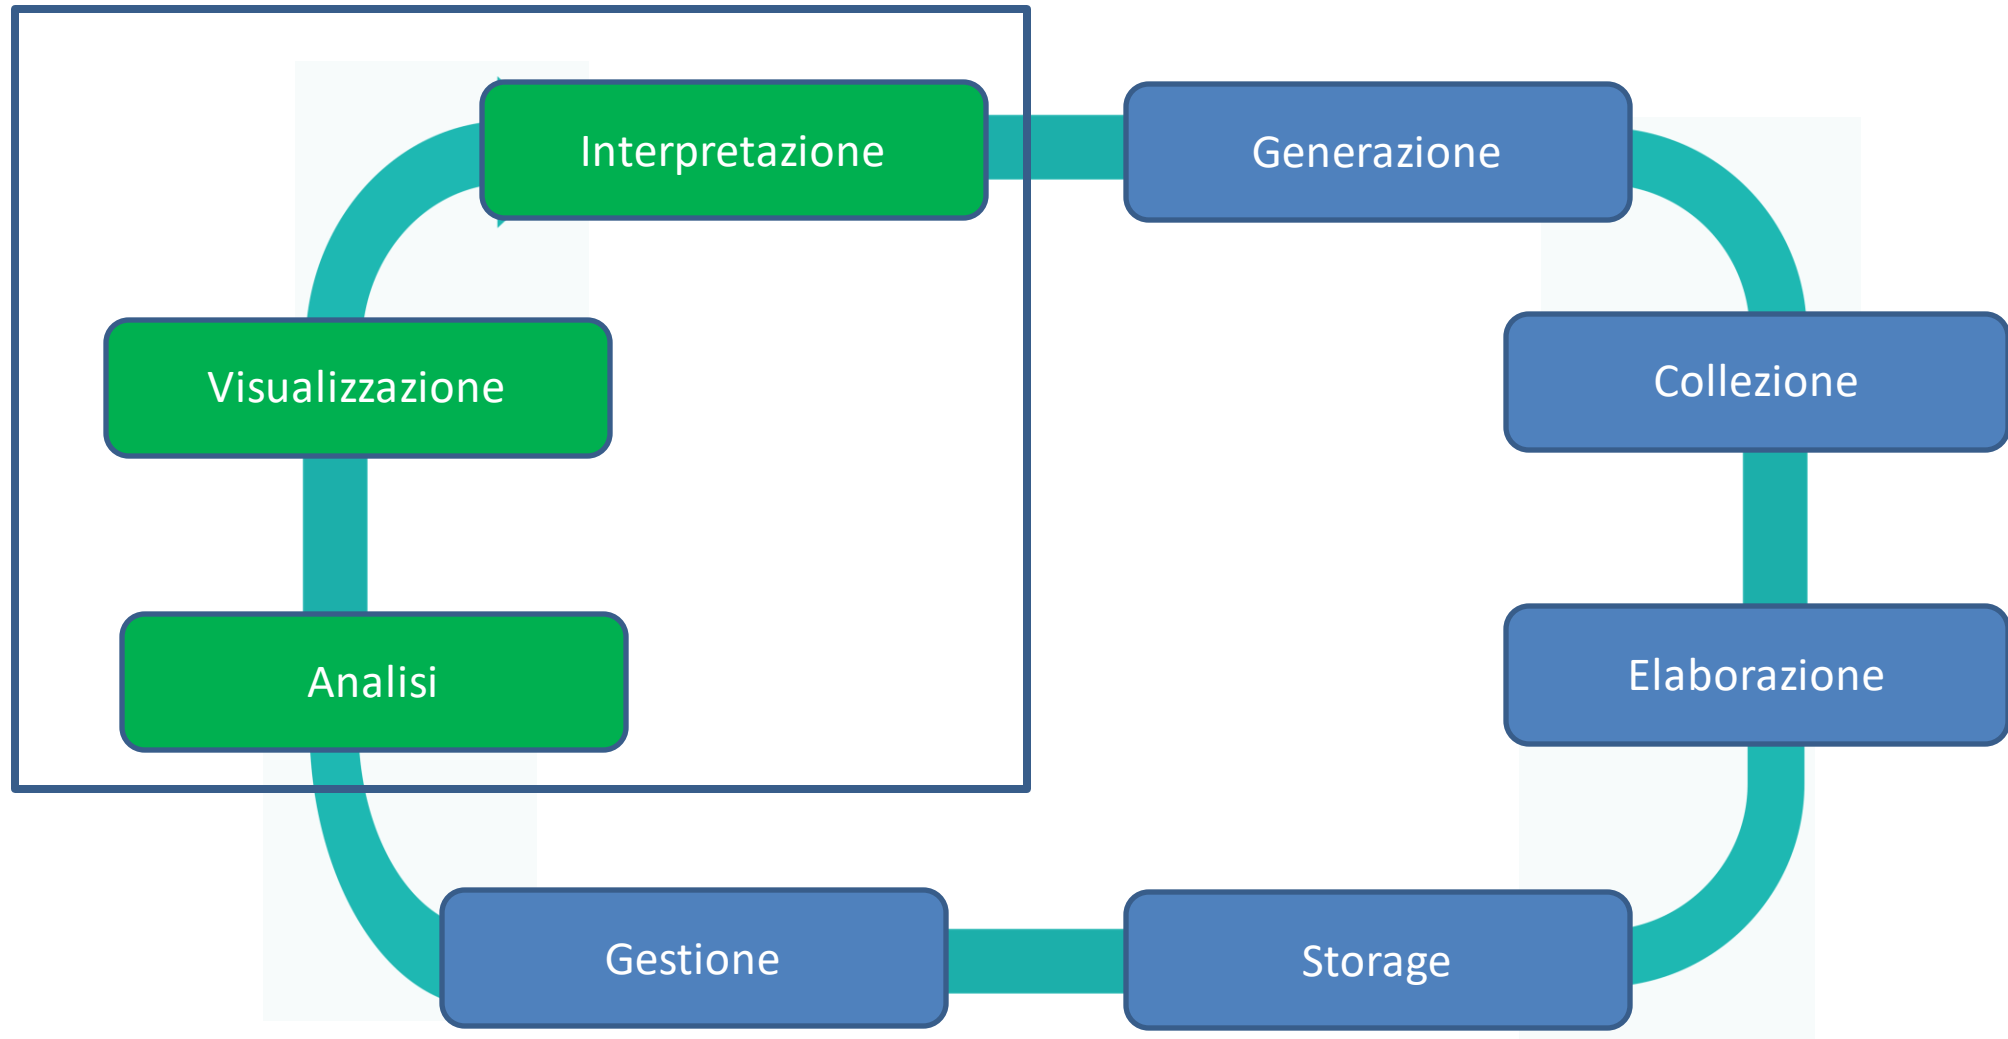 Interpretazione
Generazione
Visualizzazione
Collezione
Analisi
Elaborazione
Gestione
Storage